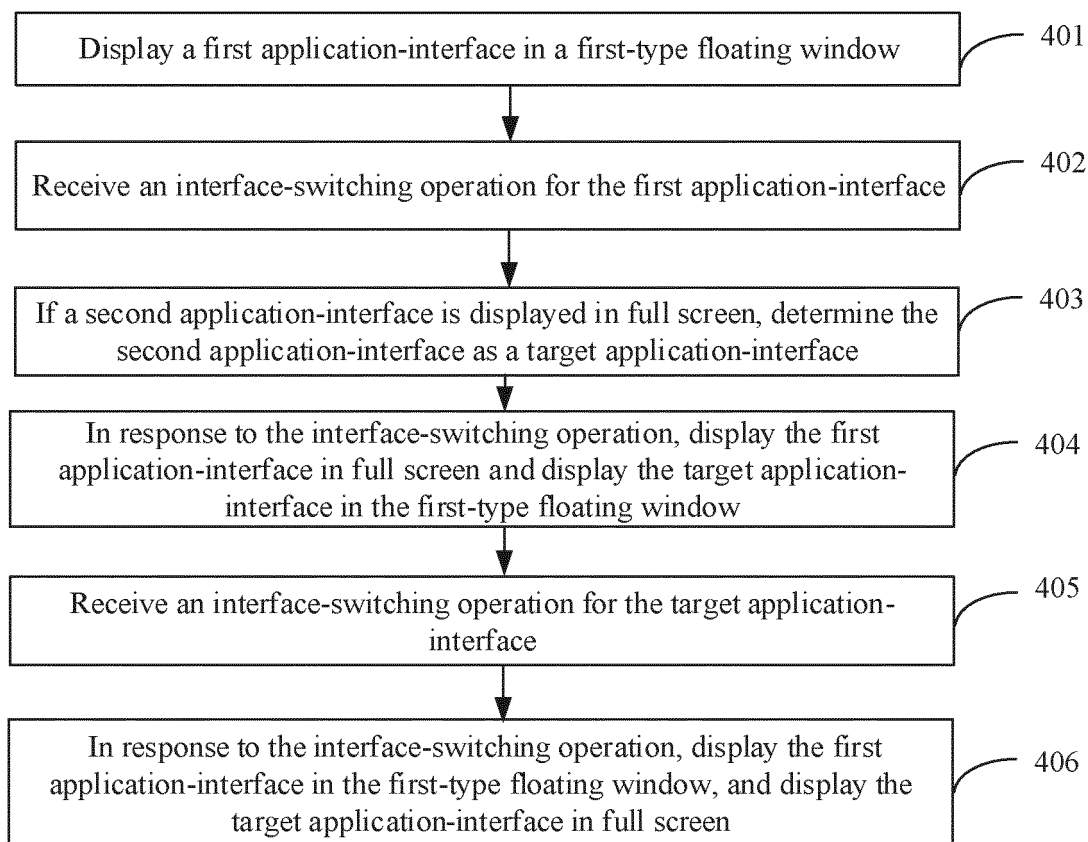 Display a first application-interface in a first-type floating window
401
Receive an interface-switching operation for the first application-interface
402
If a second application-interface is displayed in full screen, determine the
second application-interface as a target application-interface
403
In response to the interface-switching operation, display the first
application-interface in full screen and display the target application-
interface in the first-type floating window
404
Receive an interface-switching operation for the target application-
interface
405
In response to the interface-switching operation, display the first
application-interface in the first-type floating window, and display the
target application-interface in full screen
406